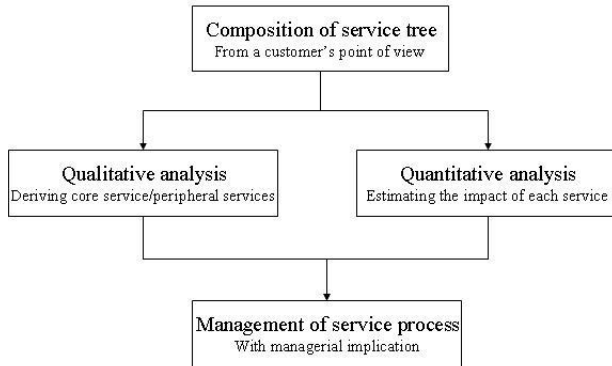 Composition of service tree
From a customer's point of view
Qualitative analysis
Deriving core service/peripheral services
Quantitative analysis
Estimating the impact of each service
Management of service process
With managerial implication